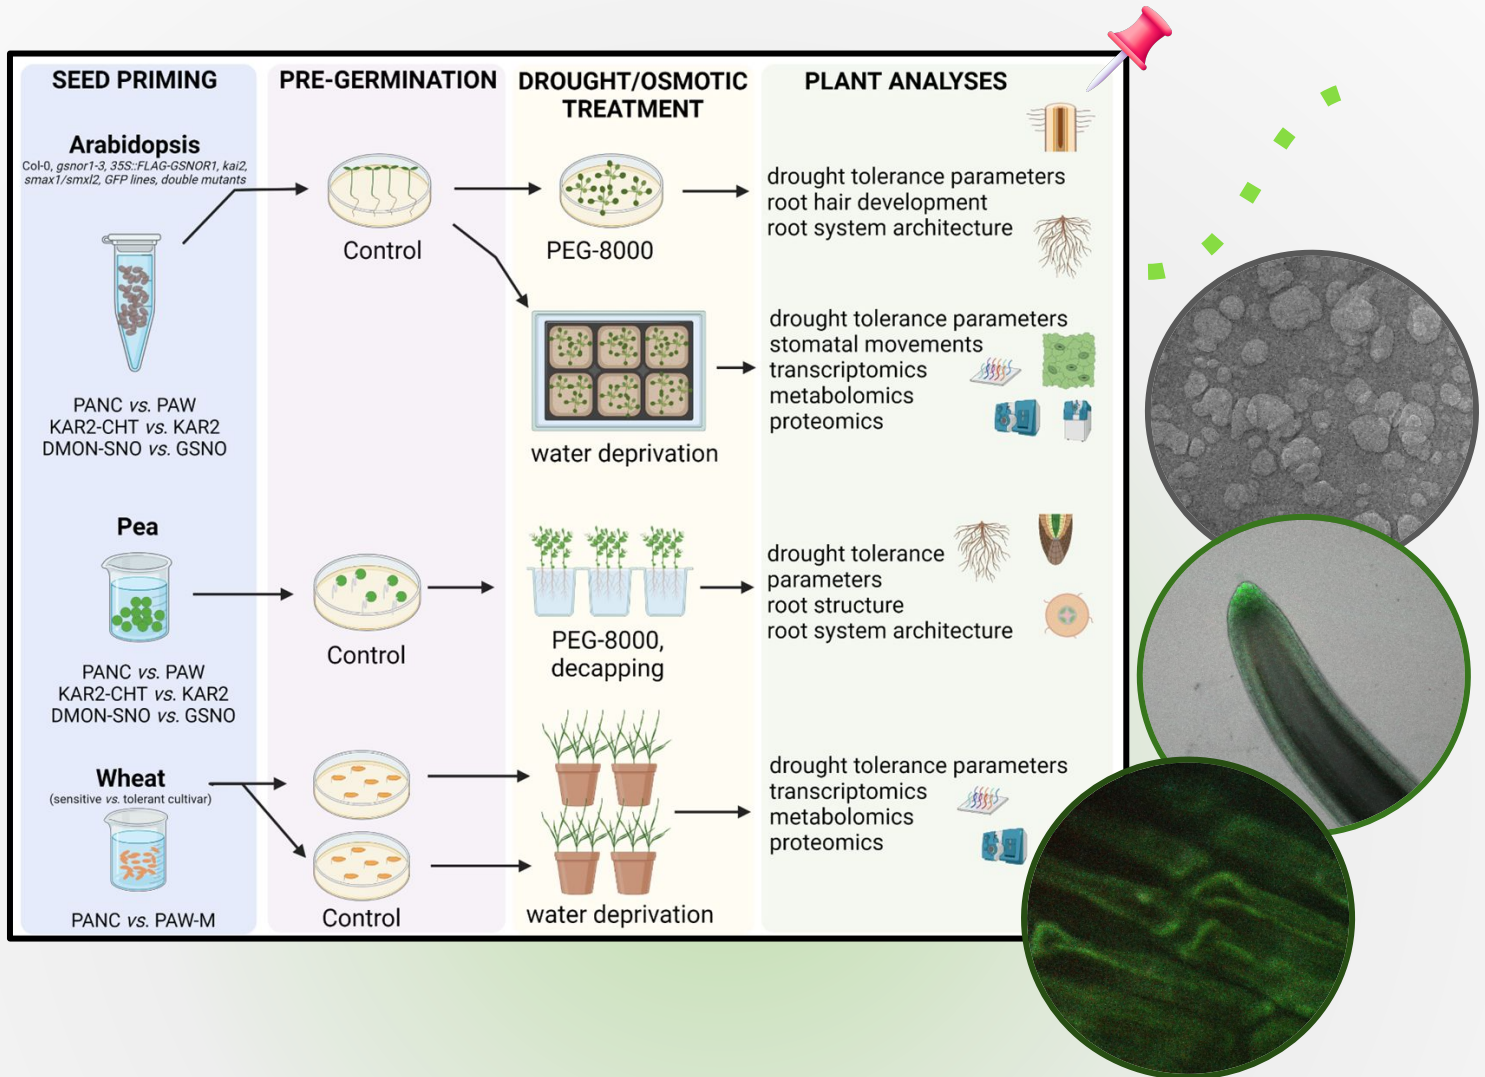 SEED PRIMING
PRE-GERMINATION
DROUGHT/OSMOTIC
TREATMENT
PLANT ANALYSES
Arabidopsis
Col-0, gsnor1-3, 35S::FLAG-GSNOR1, kai2,
smax1/smxl2, GFP lines, double mutants
PANC vs. PAW
KAR2-CHT vs. KAR2
DMON-SNO vs. GSNO
Control
PEG-8000
drought tolerance parameters
root hair development
root system architecture
water deprivation
drought tolerance parameters
stomatal movements
transcriptomics
metabolomics
proteomics
Pea
PANC vs. PAW
KAR2-CHT vs. KAR2
DMON-SNO vs. GSNO
Control
PEG-8000,
decapping
drought tolerance
parameters
root structure
root system architecture
Wheat
(sensitive vs. tolerant cultivar)
PANC vs. PAW-M
Control
water deprivation
drought tolerance parameters
transcriptomics
metabolomics
proteomics